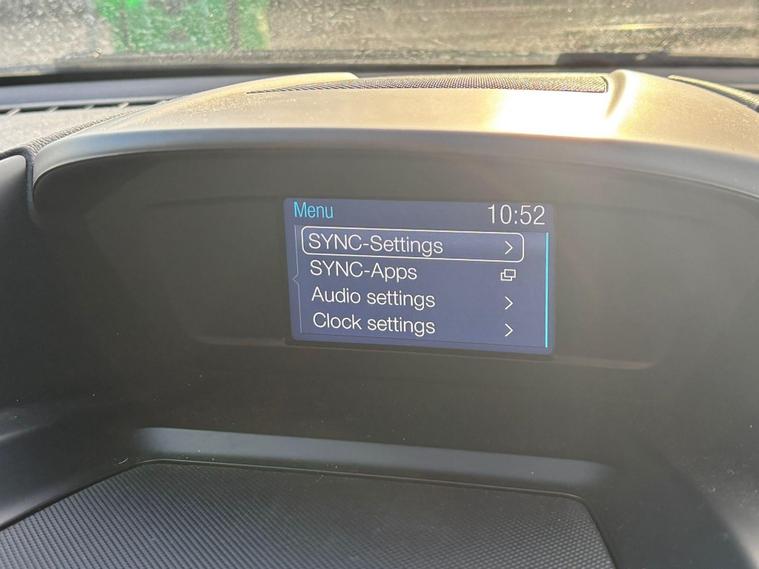 Menu 10:52
SYNC-Settings
SYNC-Apps
Audio settings
Clock settings